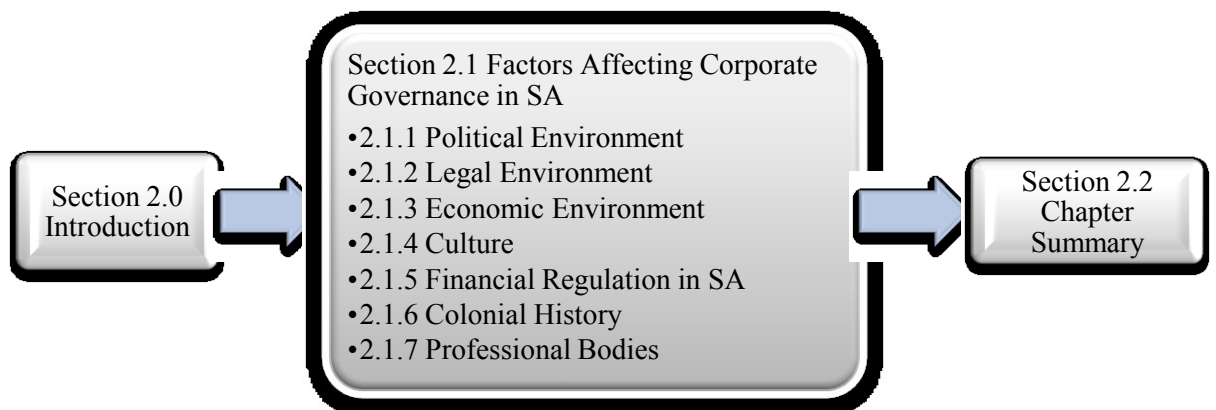 Section 2.0
Introduction
Section 2.1 Factors Affecting Corporate
Governance in SA
•2.1.1 Political Environment
•2.1.2 Legal Environment
•2.1.3 Economic Environment
•2.1.4 Culture
•2.1.5 Financial Regulation in SA
•2.1.6 Colonial History
•2.1.7 Professional Bodies
Section 2.2
Chapter
Summary